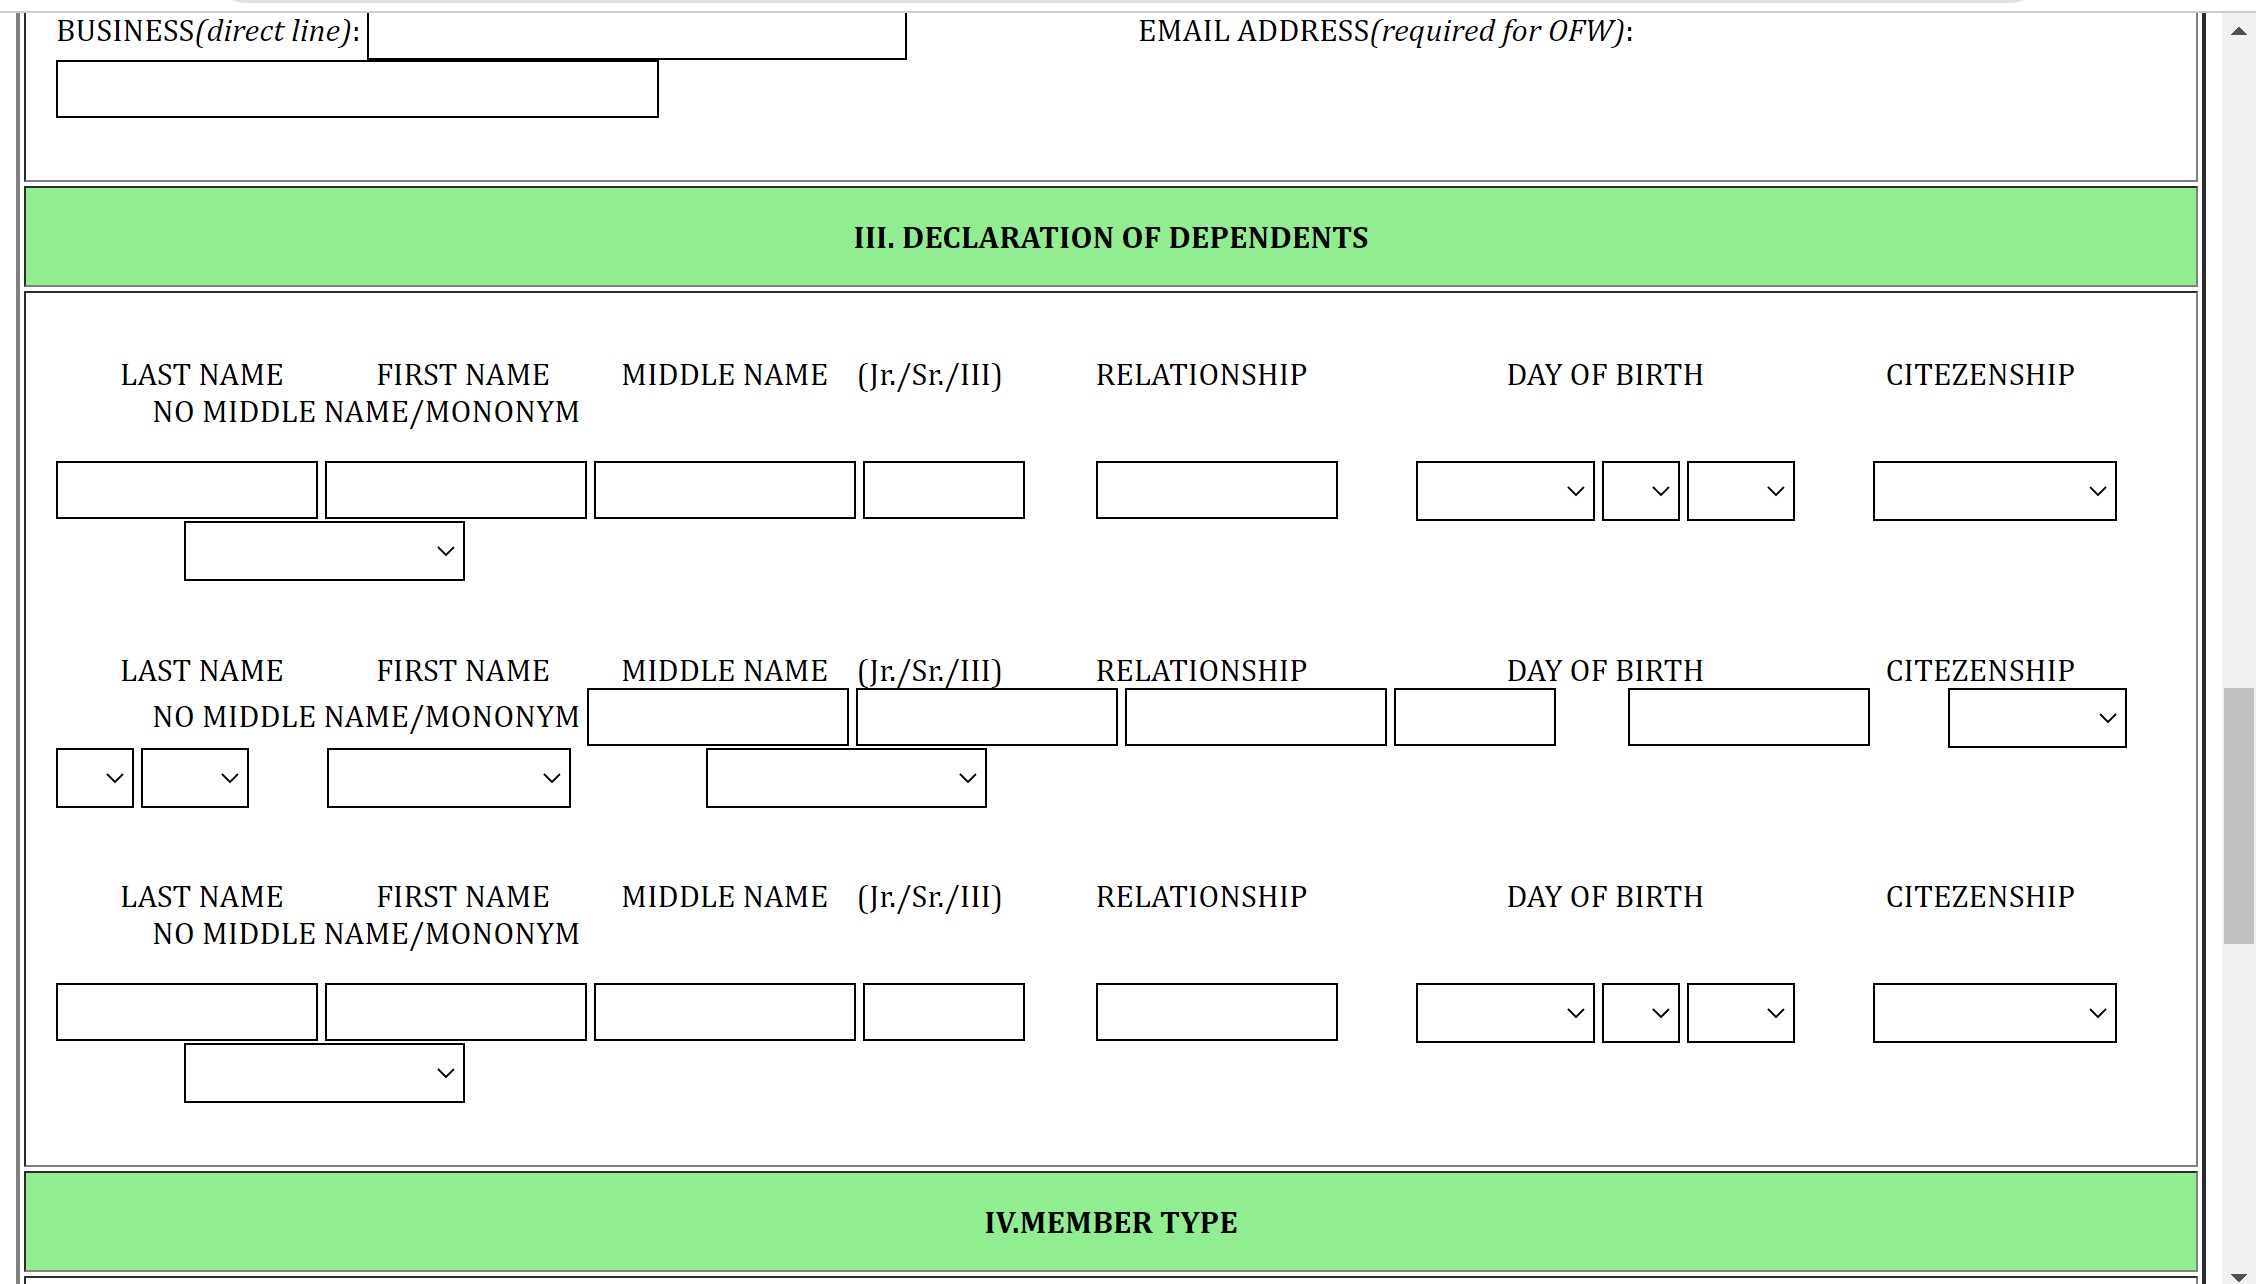 BUSINESS(direct line): EMAIL ADDRESS(required for OFW):
III. DECLARATION OF DEPENDENTS
LAST NAME FIRST NAME MIDDLE NAME (Jr./Sr./III) RELATIONSHIP DAY OF BIRTH CITEZENSHIP
NO MIDDLE NAME/MONONYM
LAST NAME FIRST NAME MIDDLE NAME (Jr./Sr./III) RELATIONSHIP DAY OF BIRTH CITEZENSHIP
NO MIDDLE NAME/MONONYM
LAST NAME FIRST NAME MIDDLE NAME (Jr./Sr./III) RELATIONSHIP DAY OF BIRTH CITEZENSHIP
NO MIDDLE NAME/MONONYM
IV.MEMBER TYPE